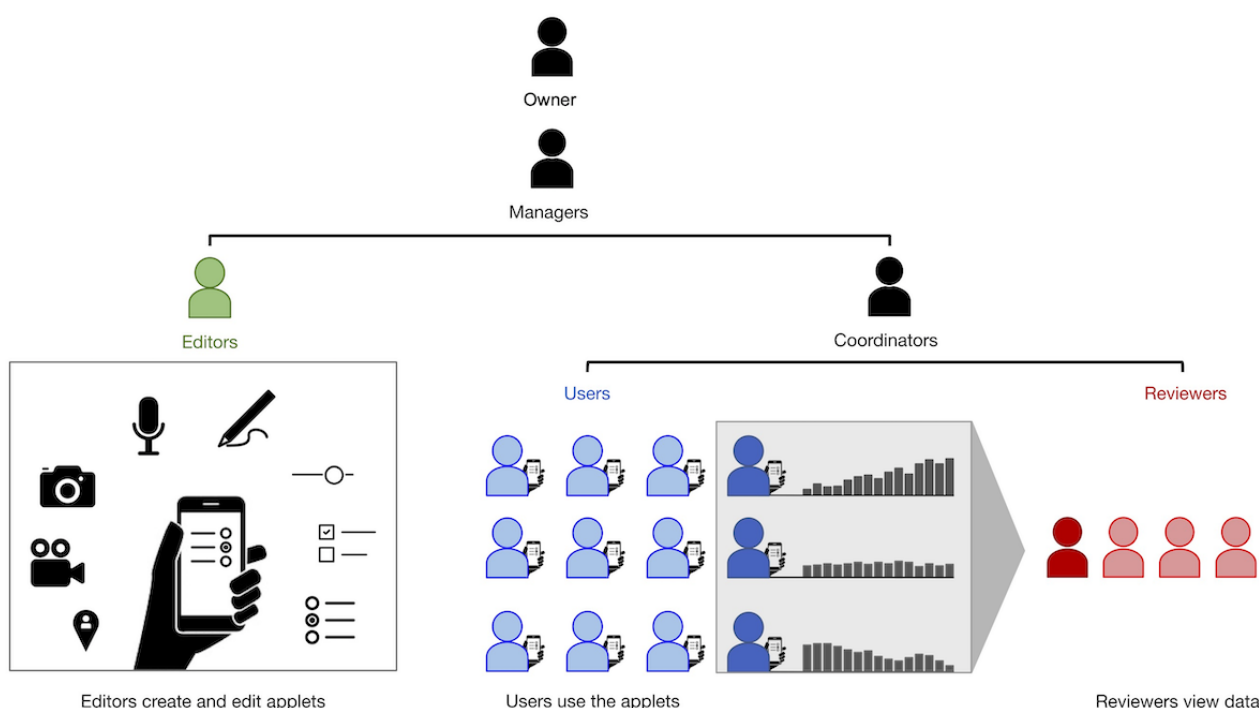 Owner
Managers
Editors
Coordinators
Users
Reviewers
Editors create and edit applets
Users use the applets
Reviewers view data